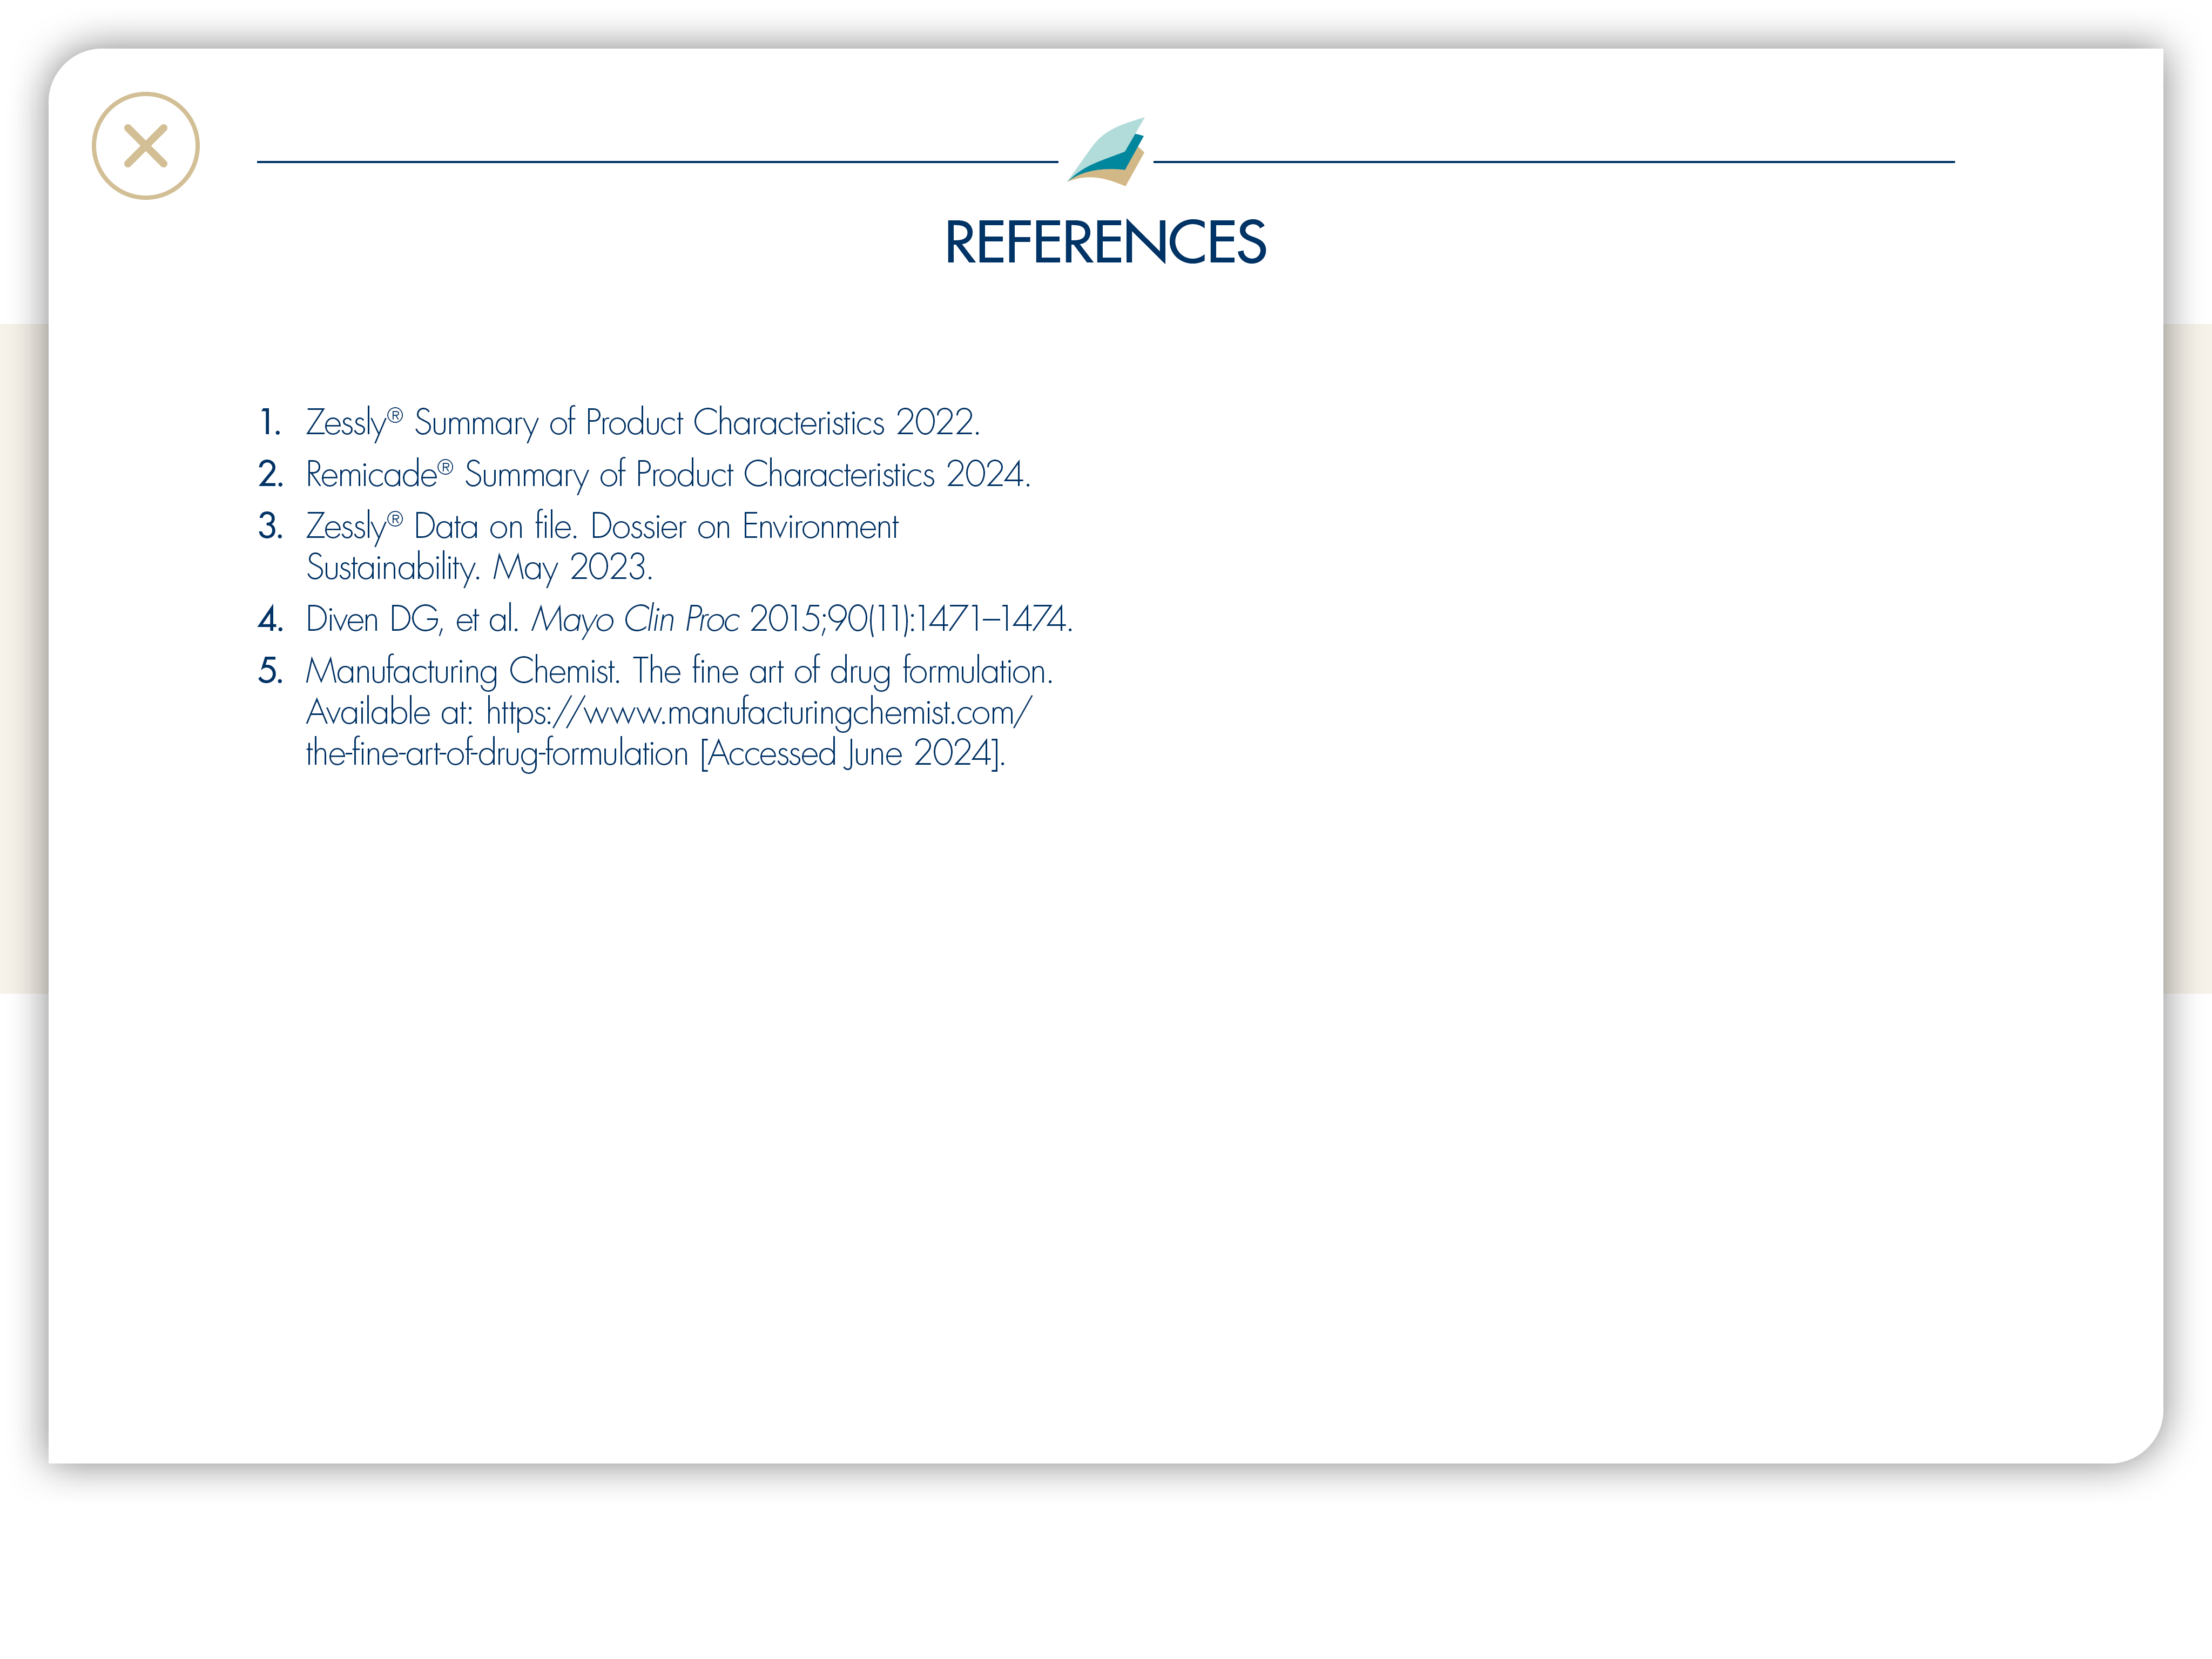 REFERENCES
1. Zessly® Summary of Product Characteristics 2022.
2. Remicade® Summary of Product Characteristics 2024.
3. Zessly® Data on file. Dossier on Environment
Sustainability. May 2023.
4. Diven DG, et al. Mayo Clin Proc 2015;90(11):1471–1474.
5. Manufacturing Chemist. The fine art of drug formulation.
Available at: https://www.manufacturingchemist.com/
the-fine-art-of-drug-formulation [Accessed June 2024].